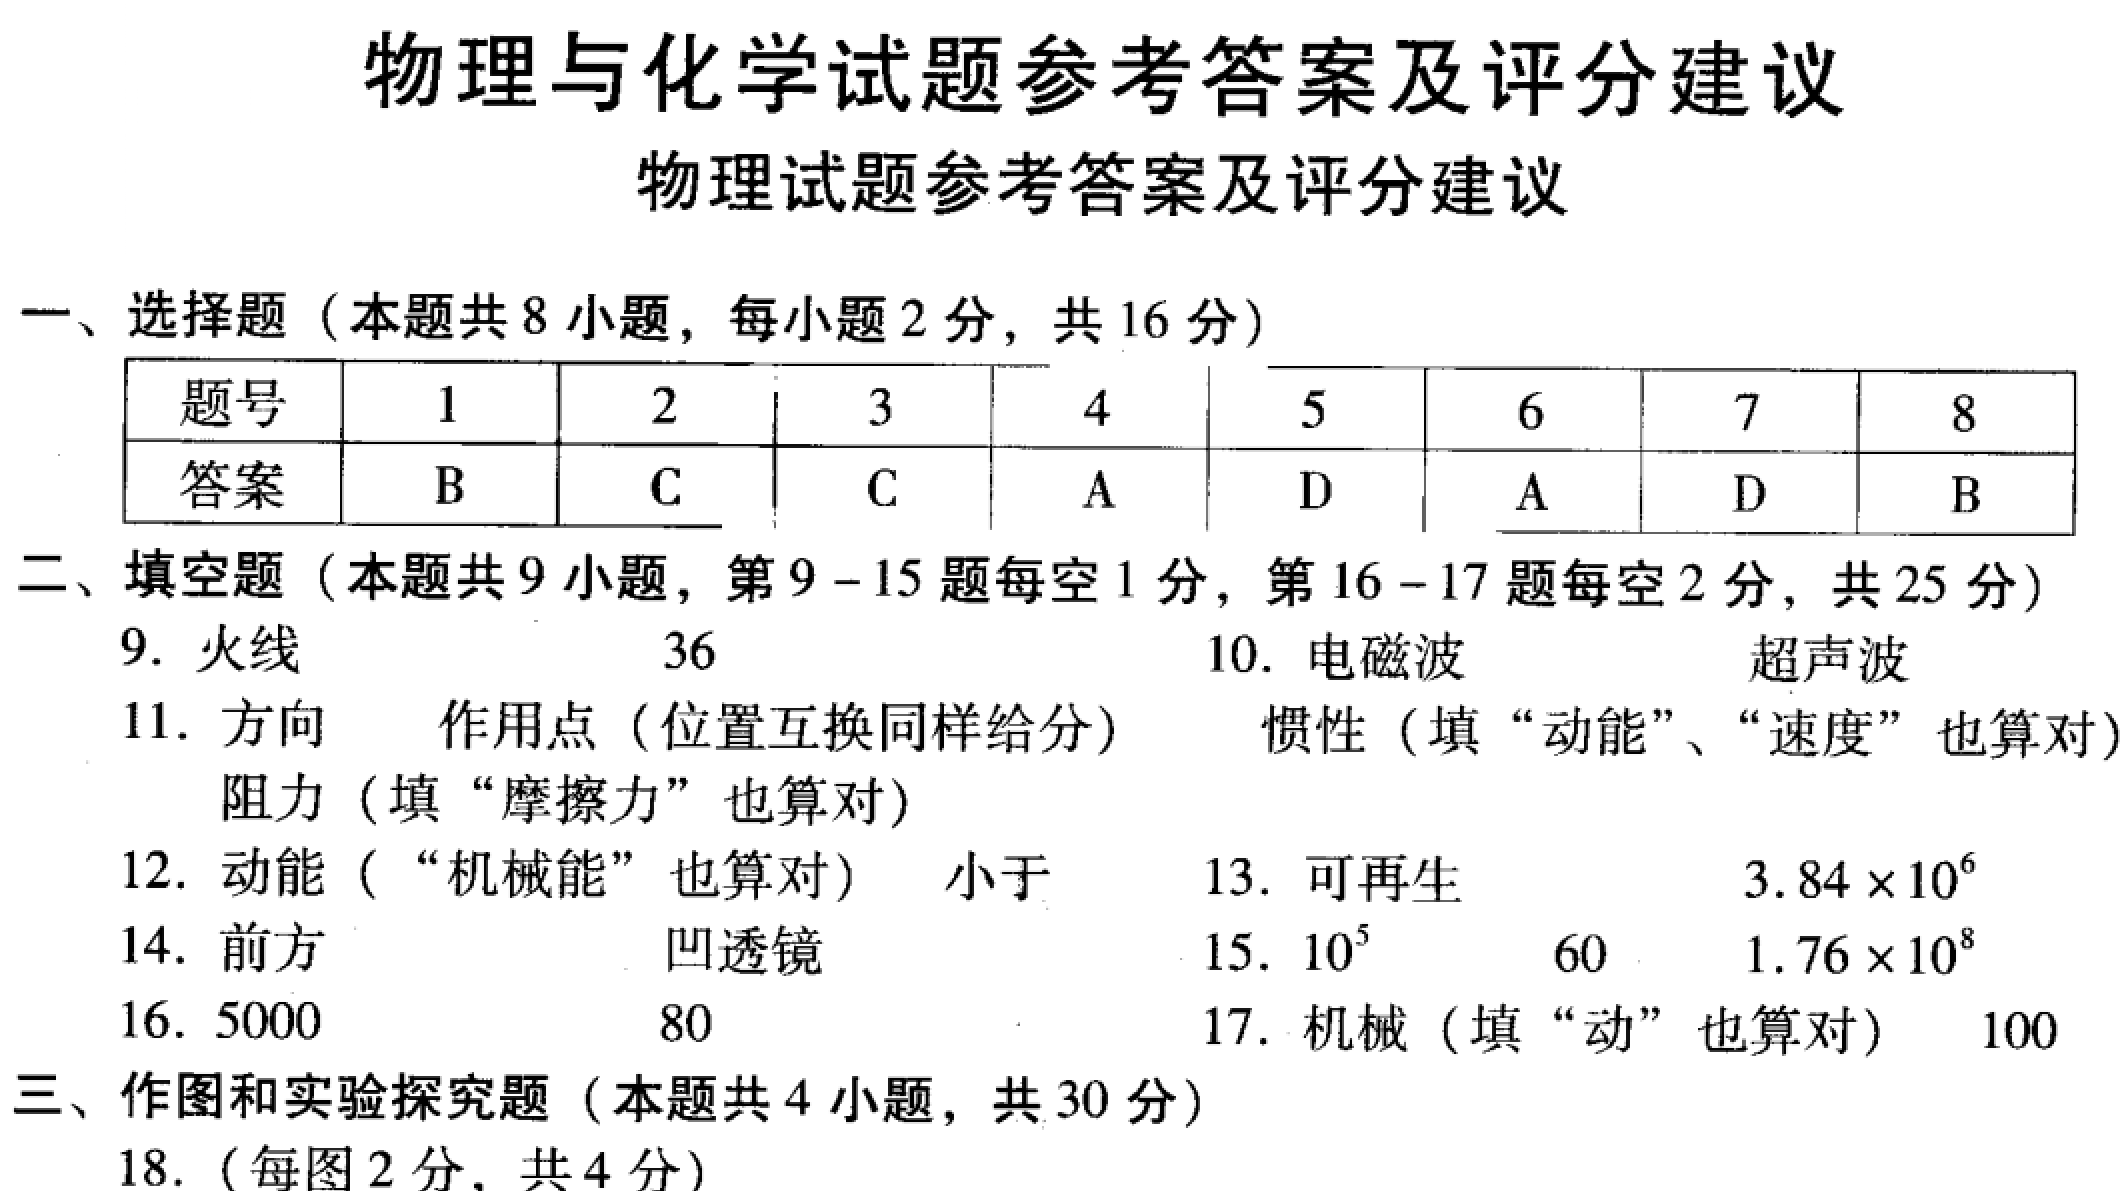 物理与化学试题参考答案及评分建议
物理试题参考答案及评分建议
一、选择题（本题共8小题，每小题2分，共16分）
题号 1 2 3 4 5 6 7 8
答案 B C C A D A D B
二、填空题（本题共9小题，第9－15题每空1分，第16－17题每空2分，共25分）
9. 火线 36 10. 电磁波 超声波
11. 方向 作用点（位置互换同样给分） 惯性（填“动能”、“速度”也算对）
阻力（填“摩擦力”也算对）
12. 动能（“机械能”也算对） 小于 13. 可再生 3.84×10⁶
14. 前方 凹透镜 15. 10⁵ 60 1.76×10⁸
16. 5000 80 17. 机械（填“动”也算对） 100
三、作图和实验探究题（本题共4小题，共30分）
18.（每图2分，共4分）